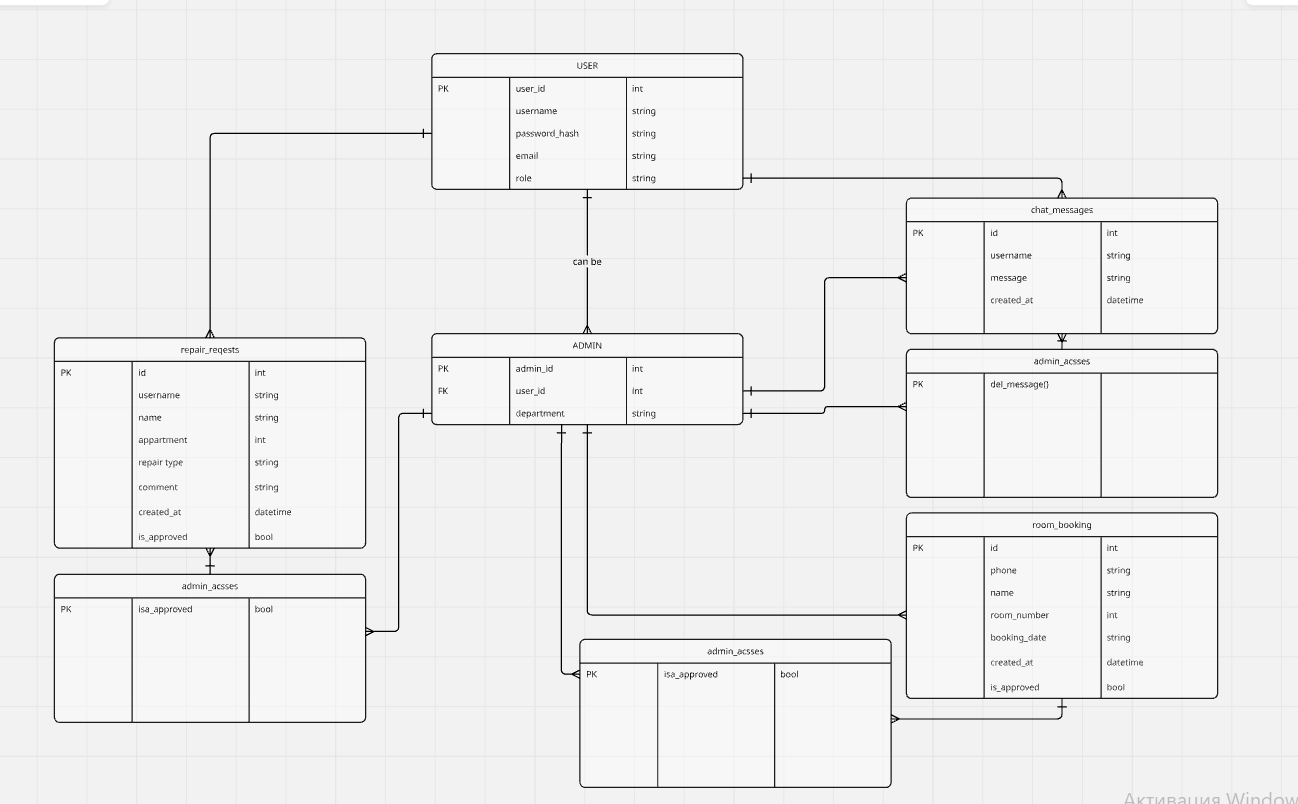 USER
PK user_id int
username string
password_hash string
email string
role string
can be
chat_messages
PK id int
username string
message string
created_at datetime
ADMIN
PK admin_id int
FK user_id int
department string
repair_reqests
PK id int
username string
name string
appartment int
repair type string
comment string
created_at datetime
is_approved bool
admin_acsses
PK del_message()
room_booking
PK id int
phone string
name string
room_number int
booking_date string
created_at datetime
is_approved bool
admin_acsses
PK isa_approved bool
admin_acsses
PK isa_approved bool
Активация Window